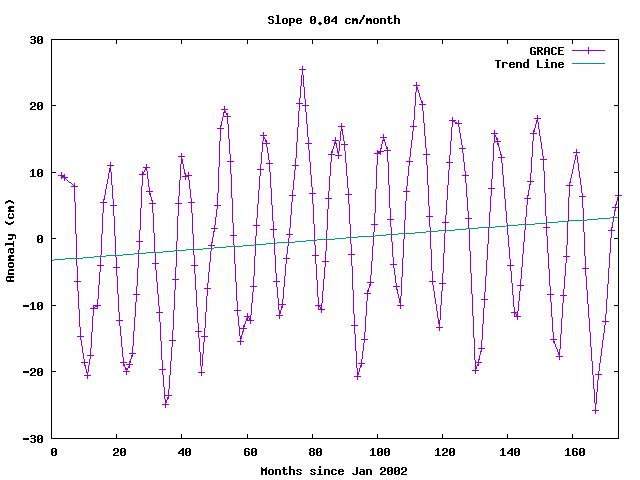 Slope 0.04 cm/month
GRACE
Trend Line
30
20
10
0
-10
-20
-30
Anomaly (cm)
0 20 40 60 80 100 120 140 160
Months since Jan 2002